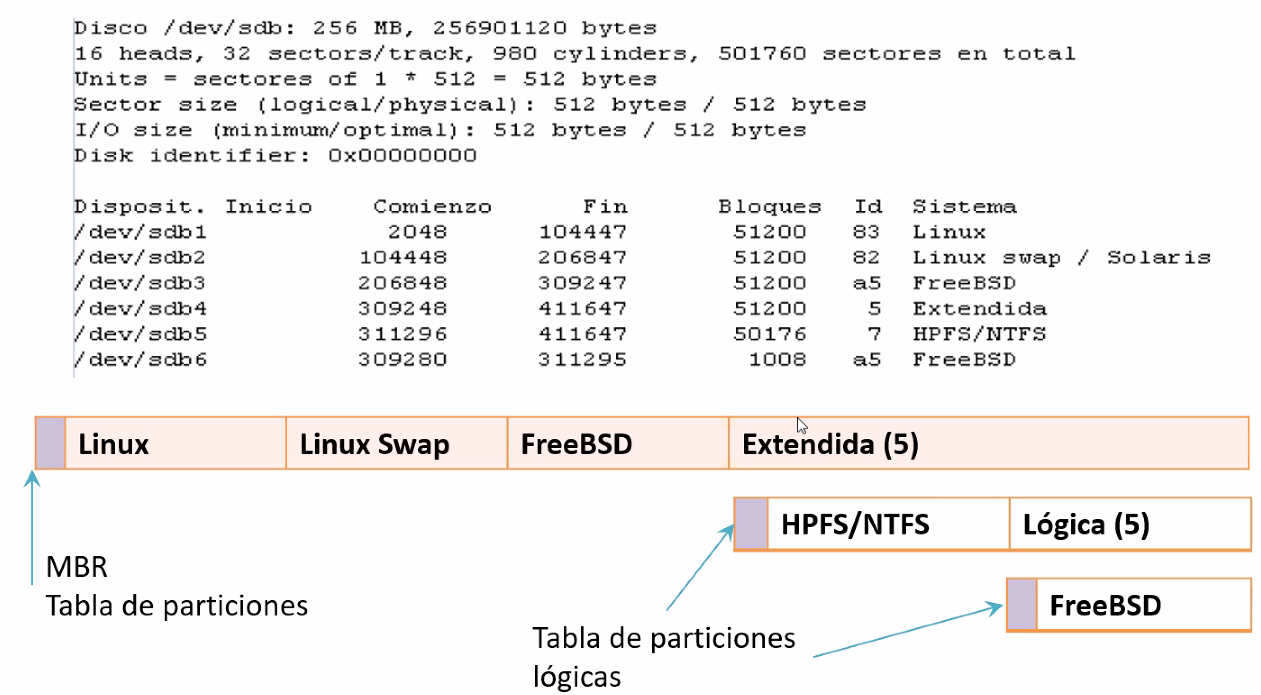 Disco /dev/sdb: 256 MB, 256901120 bytes
16 heads, 32 sectors/track, 980 cylinders, 501760 sectores en total
Units = sectores of 1 * 512 = 512 bytes
Sector size (logical/physical): 512 bytes / 512 bytes
I/O size (minimum/optimal): 512 bytes / 512 bytes
Disk identifier: 0x00000000
Disposit. Inicio Comienzo Fin Bloques Id Sistema
/dev/sdb1 2048 104447 51200 83 Linux
/dev/sdb2 104448 206847 51200 82 Linux swap / Solaris
/dev/sdb3 206848 309247 51200 a5 FreeBSD
/dev/sdb4 309248 411647 51200 5 Extendida
/dev/sdb5 311296 411647 50176 7 HPFS/NTFS
/dev/sdb6 309280 311295 1008 a5 FreeBSD
Linux Linux Swap FreeBSD Extendida (5)
HPFS/NTFS Lógica (5)
MBR
Tabla de particiones
FreeBSD
Tabla de particiones
lógicas